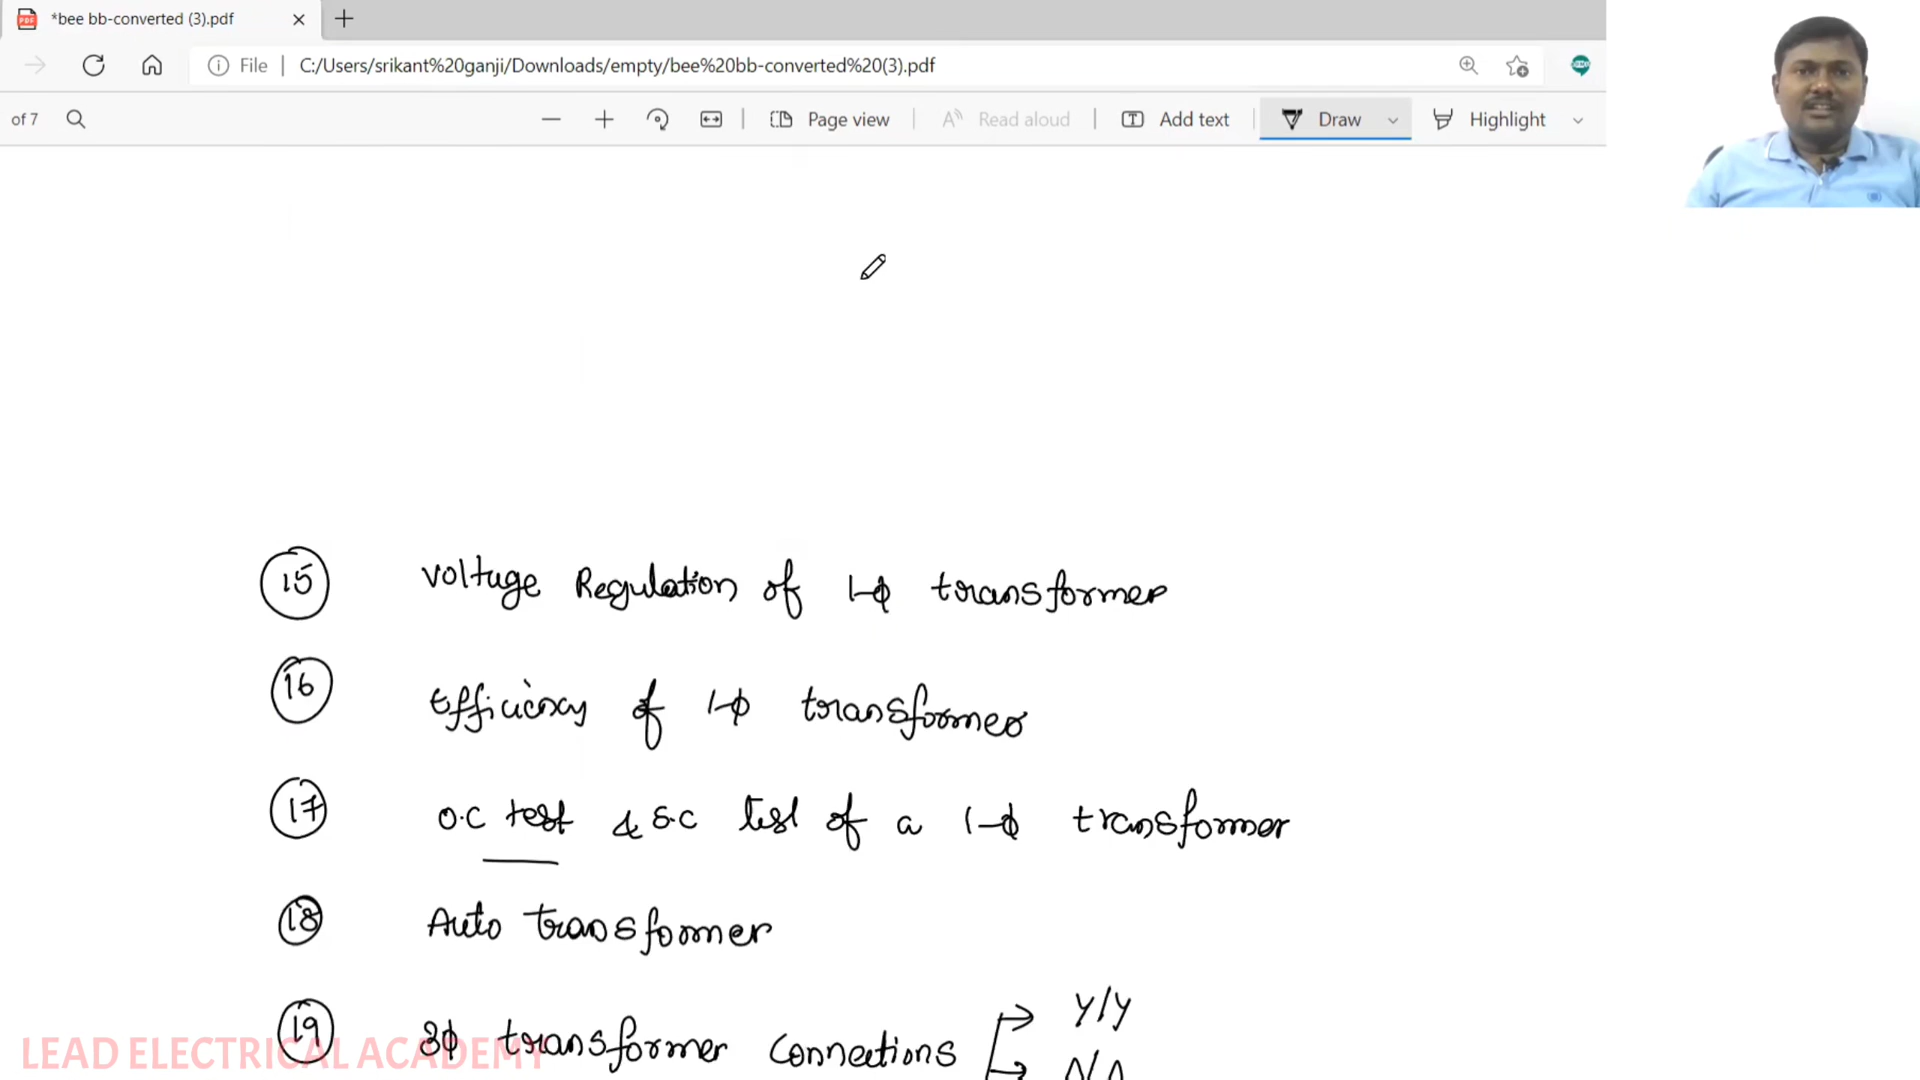 *bee bb-converted (3).pdf
File | C:/Users/srikant%20ganji/Downloads/empty/bee%20bb-converted%20(3).pdf
of 7 Page view Read aloud Add text Draw Highlight
15 Voltage Regulation of 1-ϕ transformer
16 Efficiency of 1-ϕ transformer
17 O.C test & S.C test of a 1-ϕ transformer
18 Auto transformer
19 3ϕ transformer Connections Y/Y
Δ/Δ
LEAD ELECTRICAL ACADEMY